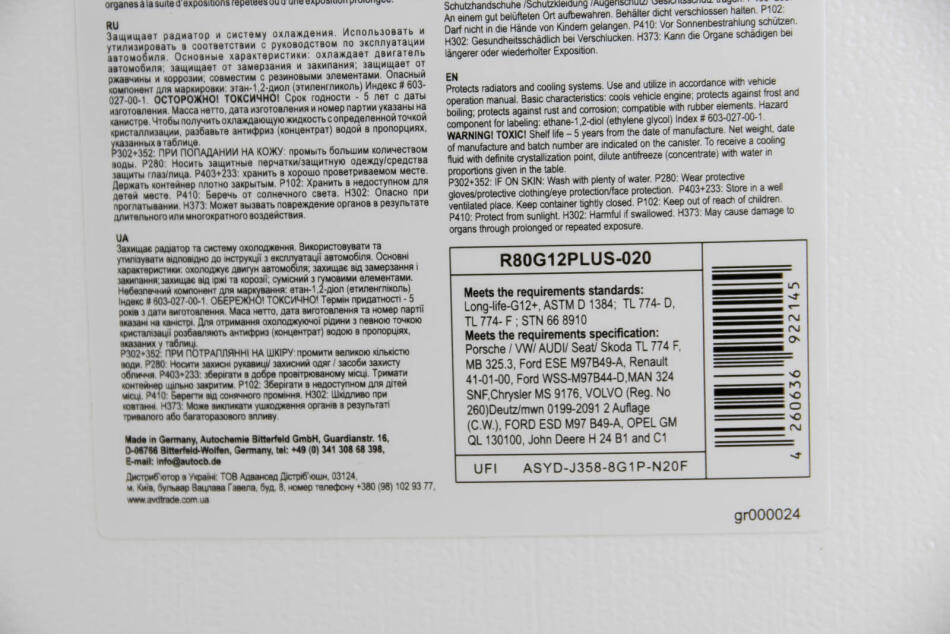 organes à la suite d'expositions répétées ou d'une exposition prolongée.
RU
Защищает радиатор и систему охлаждения. Использовать и
утилизировать в соответствии с руководством по эксплуатации
автомобиля. Основные характеристики: охлаждает двигатель
автомобиля; защищает от замерзания и закипания; защищает от
ржавчины и коррозии; совместим с резиновыми элементами. Опасный
компонент для маркировки: этан-1,2-диол (этиленгликоль) Индекс # 603-
027-00-1. ОСТОРОЖНО! ТОКСИЧНО! Срок годности - 5 лет с даты
изготовления. Масса нетто, дата изготовления и номер партии указаны на
канистре. Чтобы получить охлаждающую жидкость с определенной точкой
кристаллизации, разбавьте антифриз (концентрат) водой в пропорциях,
указанных в таблице.
P302+352: ПРИ ПОПАДАНИИ НА КОЖУ: промыть большим количеством
воды. P280: Носить защитные перчатки/защитную одежду/средства
защиты глаз/лица. P403+233: хранить в хорошо проветриваемом месте.
Держать контейнер плотно закрытым. P102: Хранить в недоступном для
детей месте. P410: Беречь от солнечного света. H302: Опасно при
проглатывании. H373: Может вызвать повреждение органов в результате
длительного или многократного воздействия.
UA
Захищає радіатор та систему охолодження. Використовувати та
утилізувати відповідно до інструкції з експлуатації автомобіля. Основні
характеристики: охолоджує двигун автомобіля; захищає від замерзання і
закипання; захищає від іржі та корозії; сумісний з гумовими елементами.
Небезпечний компонент для маркування: етан-1,2-діол (етиленгліколь)
Індекс # 603-027-00-1. ОБЕРЕЖНО! ТОКСИЧНО! Термін придатності - 5
років з дати виготовлення. Маса нетто, дата виготовлення та номер партії
вказані на каністрі. Для отримання охолоджуючої рідини з певною точкою
кристалізації розбавляють антифриз (концентрат) водою в пропорціях,
вказаних у таблиці.
P302+352: ПРИ ПОТРАПЛЯННІ НА ШКІРУ: промити великою кількістю
води. P280: Носити захисні рукавиці/ захисний одяг / засоби захисту
обличчя. P403+233: зберігати в добре провітрюваному місці. Тримати
контейнер щільно закритим. P102: Зберігати в недоступном для дітей
місці. P410: Берегти від сонячного проміння. H302: Шкідливо при
ковтанні. H373: Може викликати ушкодження органів в результаті
тривалого або багаторазового впливу.
Made in Germany, Autochemie Bitterfeld GmbH, Guardianstr. 16,
D-06766 Bitterfeld-Wolfen, Germany, tel: +49 (0) 341 308 68 398,
E-mail: info@autocb.de
Дистриб'ютор в Україні: ТОВ Адвансед Дістріб'юшн, 03124,
м. Київ, бульвар Вацлава Гавела, буд. 8, номер телефону +380 (98) 102 93 77,
www.avdtrade.com.ua
Schutzhandschuhe /Schutzkleidung /Augenschutz/ Gesichtsschutz tragen. P102:
An einem gut belüfteten Ort aufbewahren. Behälter dicht verschlossen halten. P102:
Darf nicht in die Hände von Kindern gelangen. P410: Vor Sonnenbestrahlung schützen.
H302: Gesundheitsschädlich bei Verschlucken. H373: Kann die Organe schädigen bei
längerer oder wiederholter Exposition.
EN
Protects radiators and cooling systems. Use and utilize in accordance with vehicle
operation manual. Basic characteristics: cools vehicle engine; protects against frost and
boiling; protects against rust and corrosion; compatible with rubber elements. Hazard
component for labeling: ethane-1,2-diol (ethylene glycol) Index # 603-027-00-1.
WARNING! TOXIC! Shelf life – 5 years from the date of manufacture. Net weight, date
of manufacture and batch number are indicated on the canister. To receive a cooling
fluid with definite crystallization point, dilute antifreeze (concentrate) with water in
proportions given in the table.
P302+352: IF ON SKIN: Wash with plenty of water. P280: Wear protective
gloves/protective clothing/eye protection/face protection. P403+233: Store in a well
ventilated place. Keep container tightly closed. P102: Keep out of reach of children.
P410: Protect from sunlight. H302: Harmful if swallowed. H373: May cause damage to
organs through prolonged or repeated exposure.
R80G12PLUS-020
Meets the requirements standards:
Long-life-G12+, ASTM D 1384; TL 774- D,
TL 774- F ; STN 66 8910
Meets the requirements specification:
Porsche / VW/ AUDI/ Seat/ Skoda TL 774 F,
MB 325.3, Ford ESE M97B49-A, Renault
41-01-00, Ford WSS-M97B44-D,MAN 324
SNF,Chrysler MS 9176, VOLVO (Reg. No
260)Deutz/mwn 0199-2091 2 Auflage
(C.W.), FORD ESD M97 B49-A, OPEL GM
QL 130100, John Deere H 24 B1 and C1
UFI ASYD-J358-8G1P-N20F
4 260636 922145
gr000024